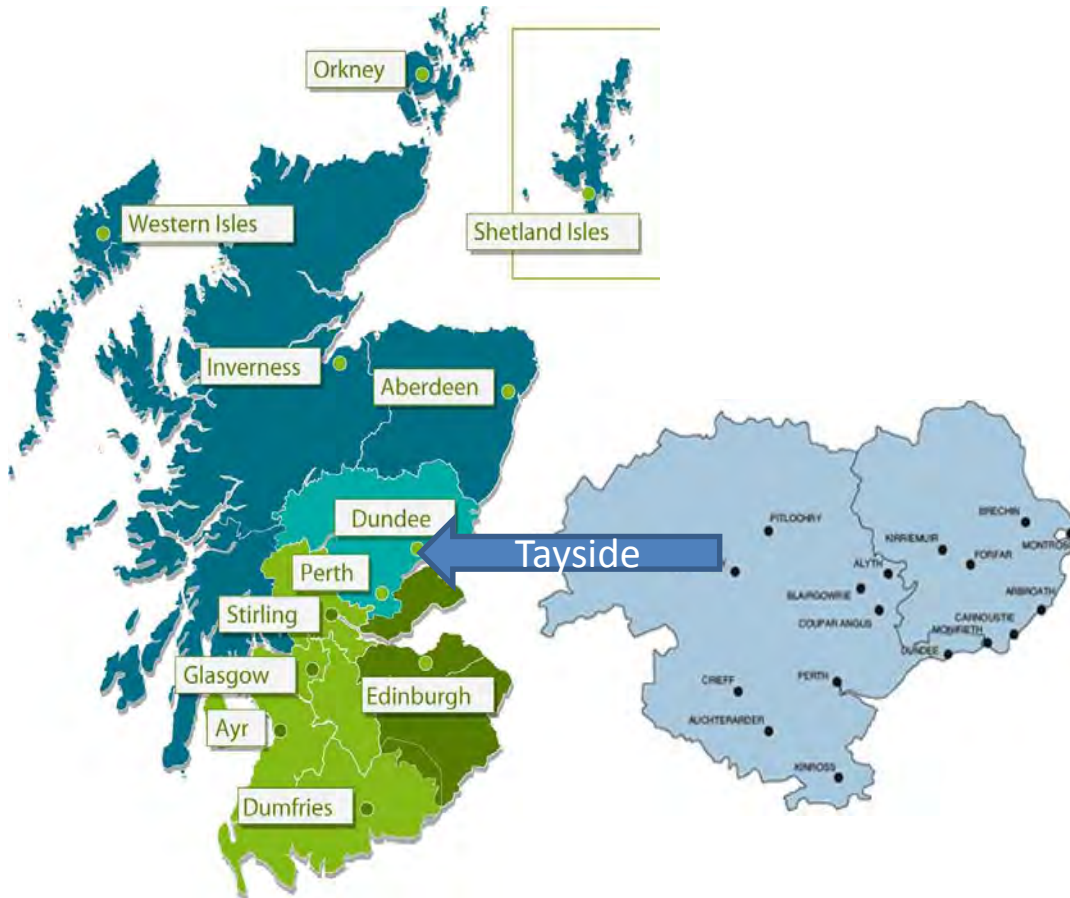 Orkney
Western Isles
Shetland Isles
Inverness
Aberdeen
Dundee
Perth
Stirling
Glasgow
Edinburgh
Ayr
Dumfries
Tayside
PITLOCHRY
BRECHIN
KIRRIEMUIR
MONTROS
FORFAR
ALYTH
BLAIRGOWRIE
ARBROATH
COUPAR ANGUS
CARNOUSTIE
MONIFIETH
DUNDEE
PERTH
CRIEFF
AUCHTERARDER
KINROSS